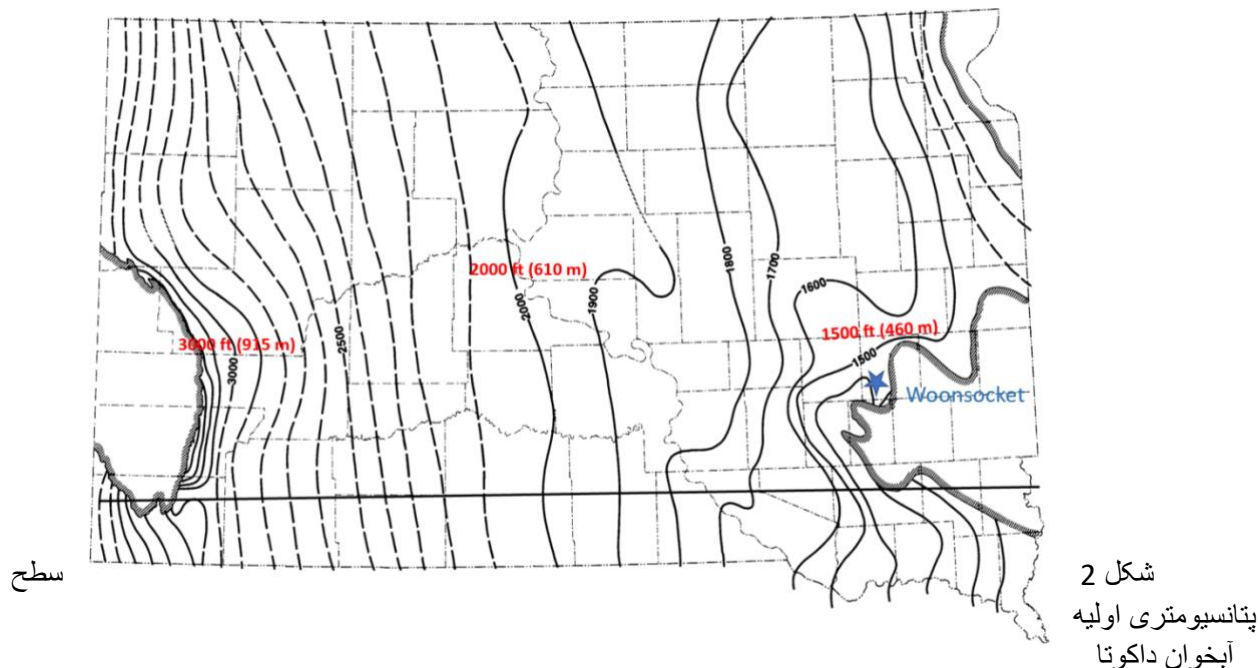 2000 ft (610 m)
3000 ft (915 m)
1500 ft (460 m)
3000
2500
2000
1900
1800
1700
1600
1500
Woonsocket
شکل 2
سطح
پتانسیومتری اولیه
آبخوان داکوتا